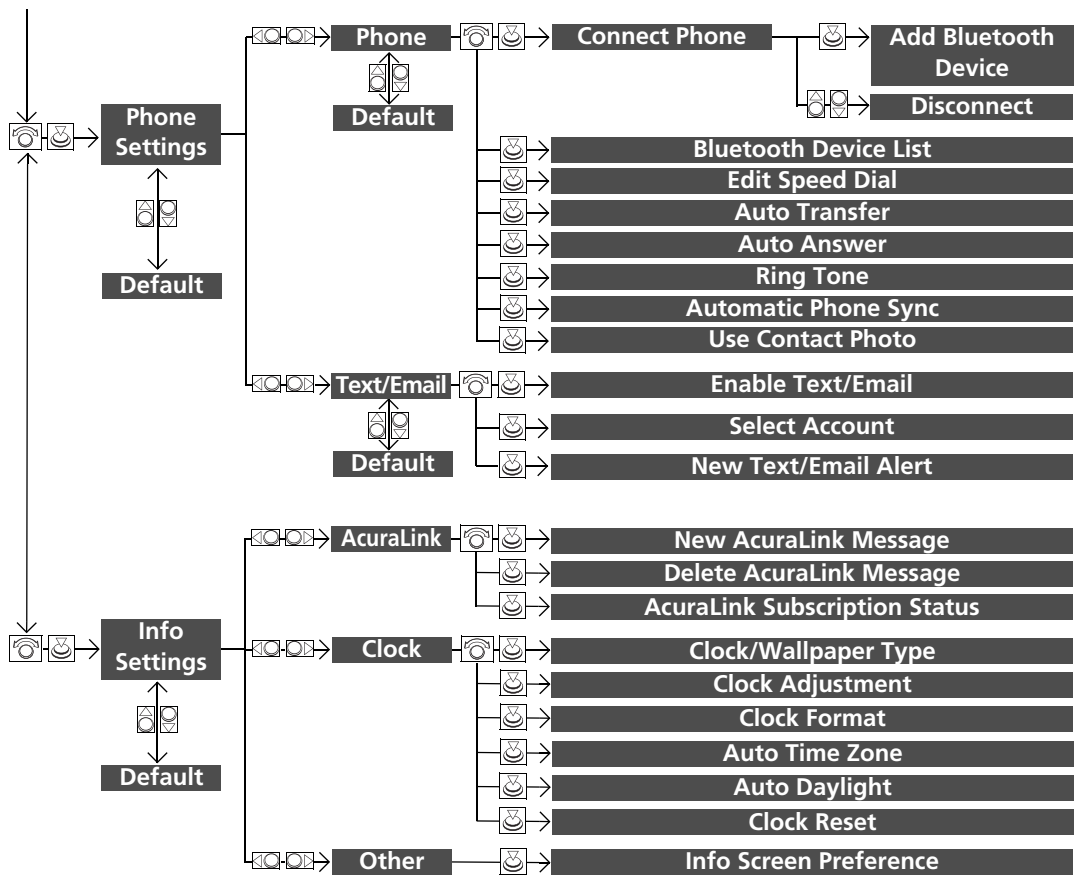 Phone
Connect Phone
Add Bluetooth
Device
Default
Disconnect
Phone
Settings
Bluetooth Device List
Edit Speed Dial
Auto Transfer
Auto Answer
Ring Tone
Default
Automatic Phone Sync
Use Contact Photo
Text/Email
Enable Text/Email
Select Account
Default
New Text/Email Alert
AcuraLink
New AcuraLink Message
Delete AcuraLink Message
AcuraLink Subscription Status
Info
Settings
Clock
Clock/Wallpaper Type
Clock Adjustment
Clock Format
Auto Time Zone
Default
Auto Daylight
Clock Reset
Other
Info Screen Preference